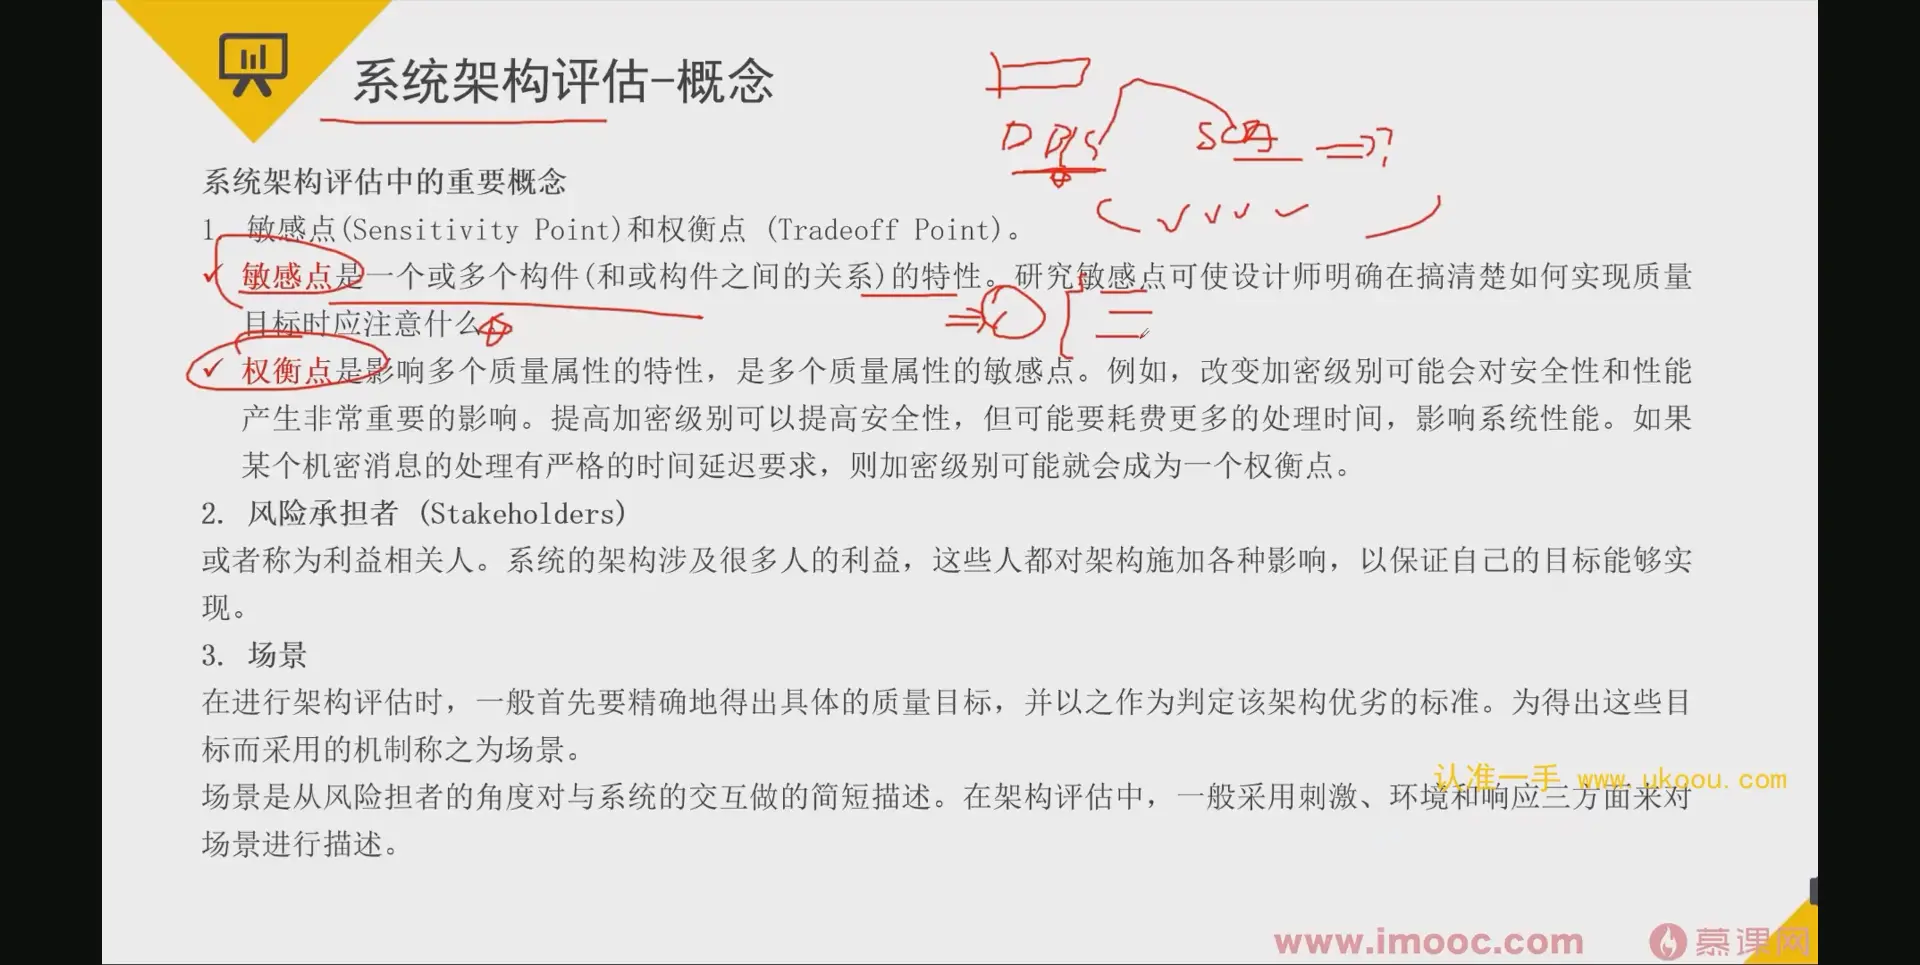 系统架构评估-概念
系统架构评估中的重要概念
1. 敏感点(Sensitivity Point)和权衡点 (Tradeoff Point)。
✓ 敏感点是一个或多个构件(和或构件之间的关系)的特性。研究敏感点可使设计师明确在搞清楚如何实现质量
目标时应注意什么。
✓ 权衡点是影响多个质量属性的特性，是多个质量属性的敏感点。例如，改变加密级别可能会对安全性和性能
产生非常重要的影响。提高加密级别可以提高安全性，但可能要耗费更多的处理时间，影响系统性能。如果
某个机密消息的处理有严格的时间延迟要求，则加密级别可能就会成为一个权衡点。
2. 风险承担者 (Stakeholders)
或者称为利益相关人。系统的架构涉及很多人的利益，这些人都对架构施加各种影响，以保证自己的目标能够实
现。
3. 场景
在进行架构评估时，一般首先要精确地得出具体的质量目标，并以之作为判定该架构优劣的标准。为得出这些目
标而采用的机制称之为场景。
场景是从风险担者的角度对与系统的交互做的简短描述。在架构评估中，一般采用刺激、环境和响应三方面来对
场景进行描述。
认准一手 www.ukoou.com
www.imooc.com 慕课网